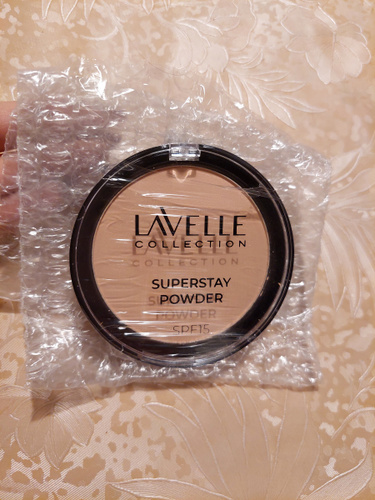 LAVELLE
COLLECTION
SUPERSTAY
POWDER
SPF15